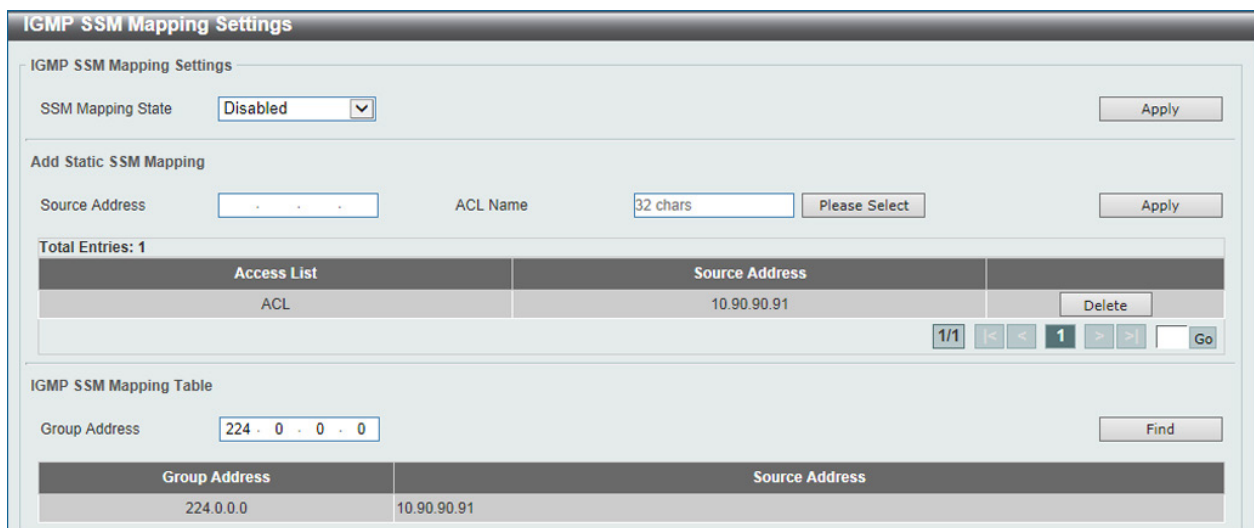 IGMP SSM Mapping Settings
IGMP SSM Mapping Settings
SSM Mapping State Disabled Apply
Add Static SSM Mapping
Source Address . . . ACL Name 32 chars Please Select Apply
Total Entries: 1
Access List Source Address
ACL 10.90.90.91 Delete
1/1 |< < 1 > >| Go
IGMP SSM Mapping Table
Group Address 224 . 0 . 0 . 0 Find
Group Address Source Address
224.0.0.0 10.90.90.91